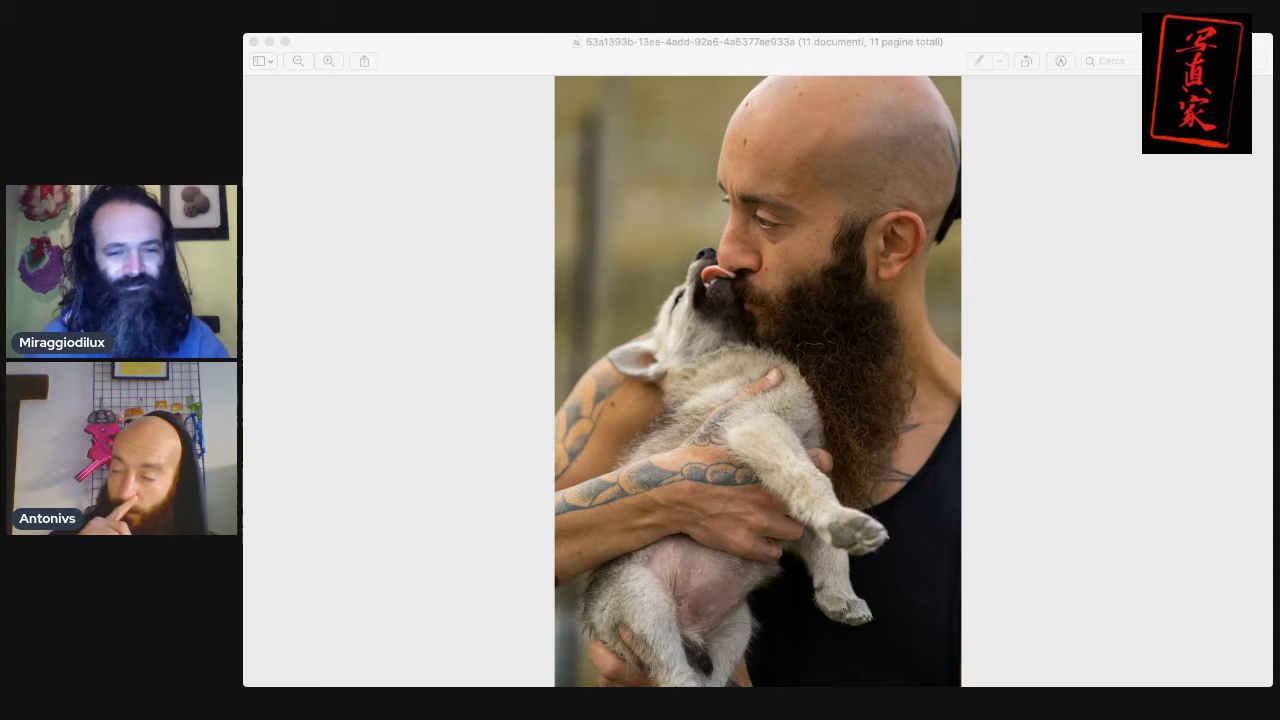 53a1393b-13ee-4add-92a6-4a5377ae933a (11 documenti, 11 pagine totali)
Cerca
写真家
Miraggiodilux
Antonivs